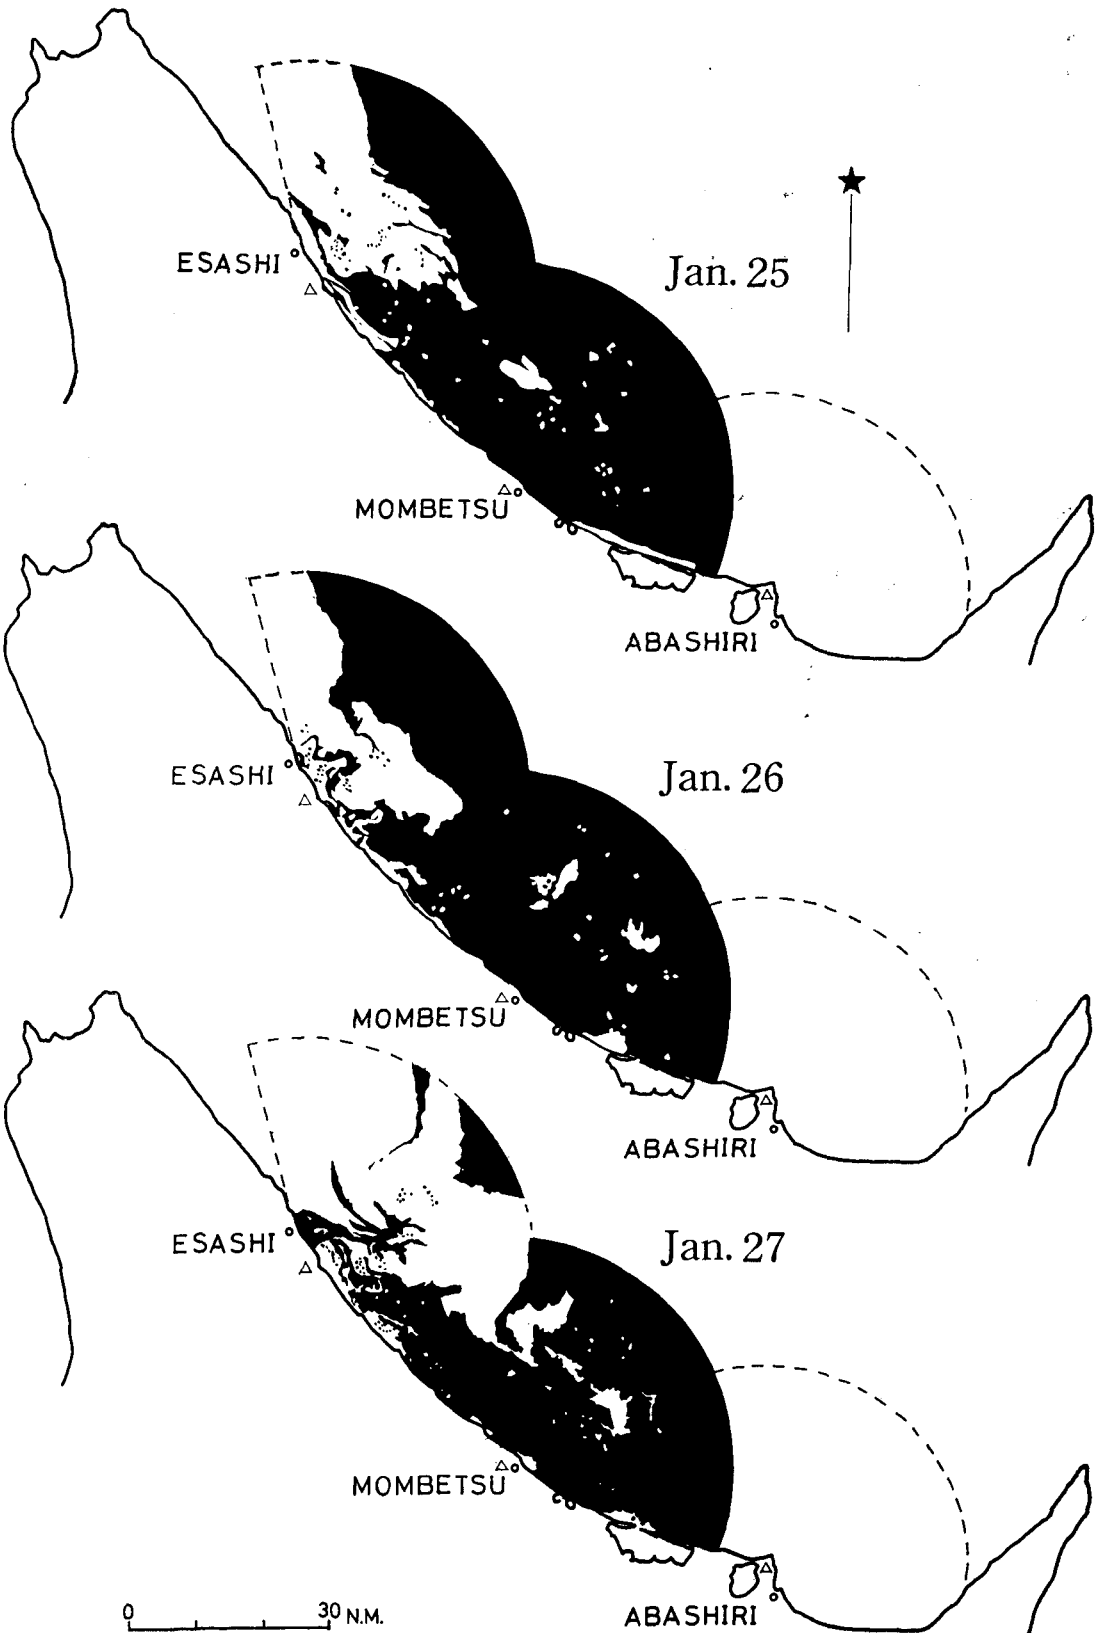 Jan. 25
ESASHI
MOMBETSU
ABASHIRI
Jan. 26
ESASHI
MOMBETSU
ABASHIRI
Jan. 27
ESASHI
MOMBETSU
ABASHIRI
0 30 N.M.